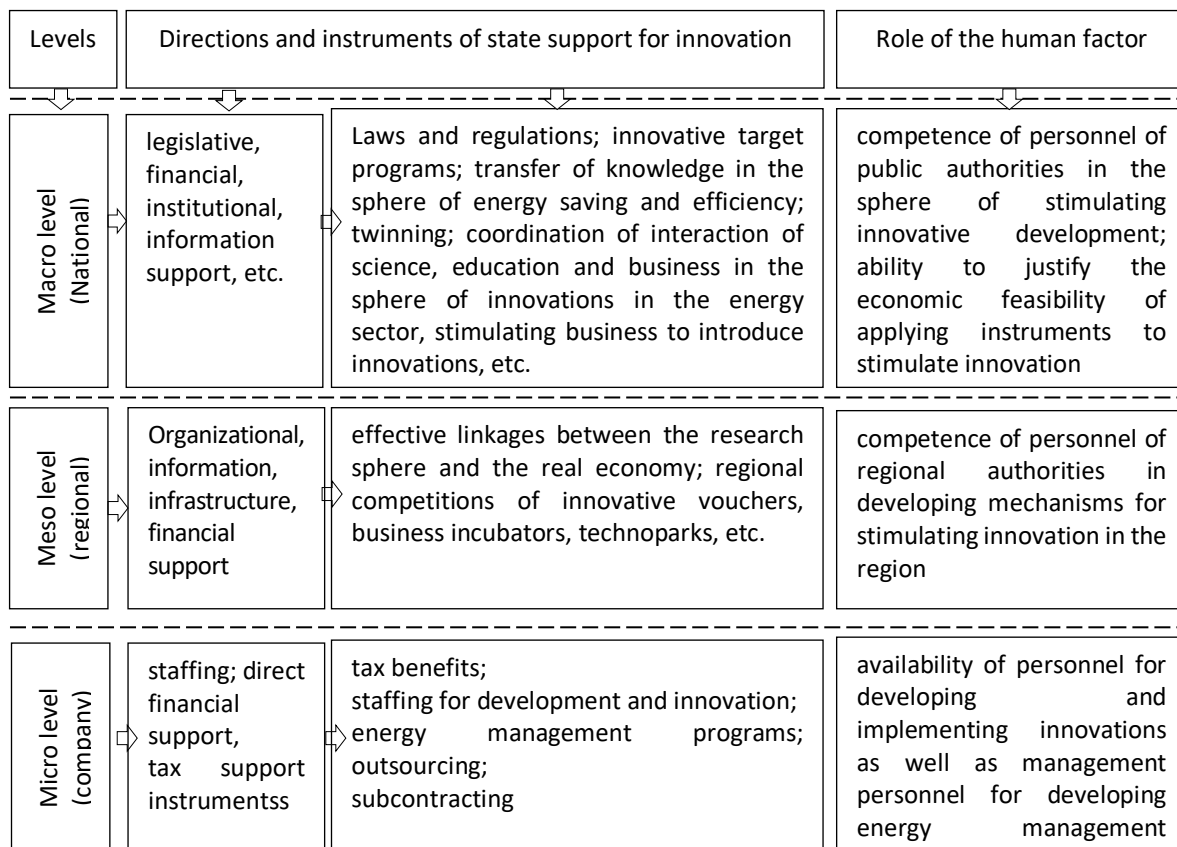 Levels
Directions and instruments of state support for innovation
Role of the human factor
Macro level
(National)
legislative,
financial,
institutional,
information
support, etc.
Laws and regulations; innovative target
programs; transfer of knowledge in the
sphere of energy saving and efficiency;
twinning; coordination of interaction of
science, education and business in the
sphere of innovations in the energy
sector, stimulating business to introduce
innovations, etc.
competence of personnel of
public authorities in the
sphere of stimulating
innovative development;
ability to justify the
economic feasibility of
applying instruments to
stimulate innovation
Meso level
(regional)
Organizational,
information,
infrastructure,
financial
support
effective linkages between the research
sphere and the real economy; regional
competitions of innovative vouchers,
business incubators, technoparks, etc.
competence of personnel of
regional authorities in
developing mechanisms for
stimulating innovation in the
region
Micro level
(company)
staffing; direct
financial
support,
tax support
instrumentss
tax benefits;
staffing for development and innovation;
energy management programs;
outsourcing;
subcontracting
availability of personnel for
developing and
implementing innovations
as well as management
personnel for developing
energy management